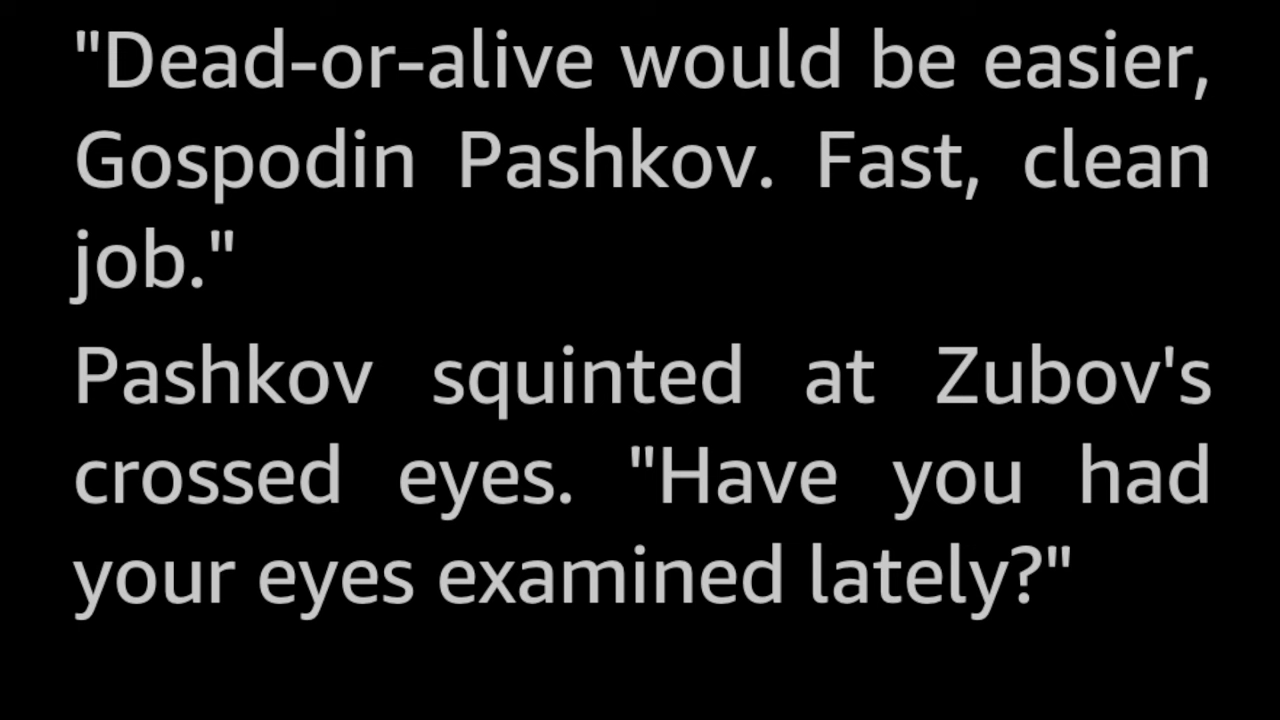 "Dead-or-alive would be easier,
Gospodin Pashkov. Fast, clean
job."
Pashkov squinted at Zubov's
crossed eyes. "Have you had
your eyes examined lately?"